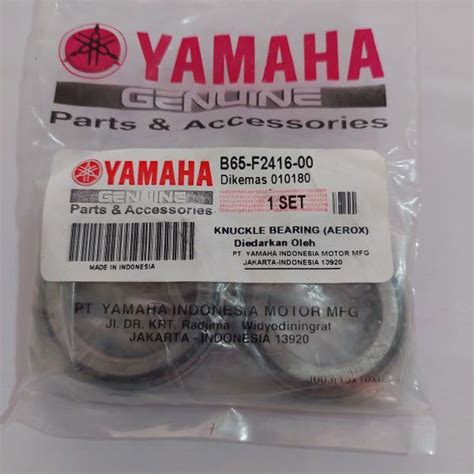 YAMAHA
GENUINE
Parts & Accessories
YAMAHA
GENUINE
Parts & Accessories
MADE IN INDONESIA
B65-F2416-00
Dikemas 010180
1 SET
KNUCKLE BEARING (AEROX)
Diedarkan Oleh
PT YAMAHA INDONESIA MOTOR MFG
JAKARTA-INDONESIA 13920
PT. YAMAHA INDONESIA MOTOR MFG
JL. DR. KRT. Radjima Widyodiningrat
JAKARTA - INDONESIA 13920